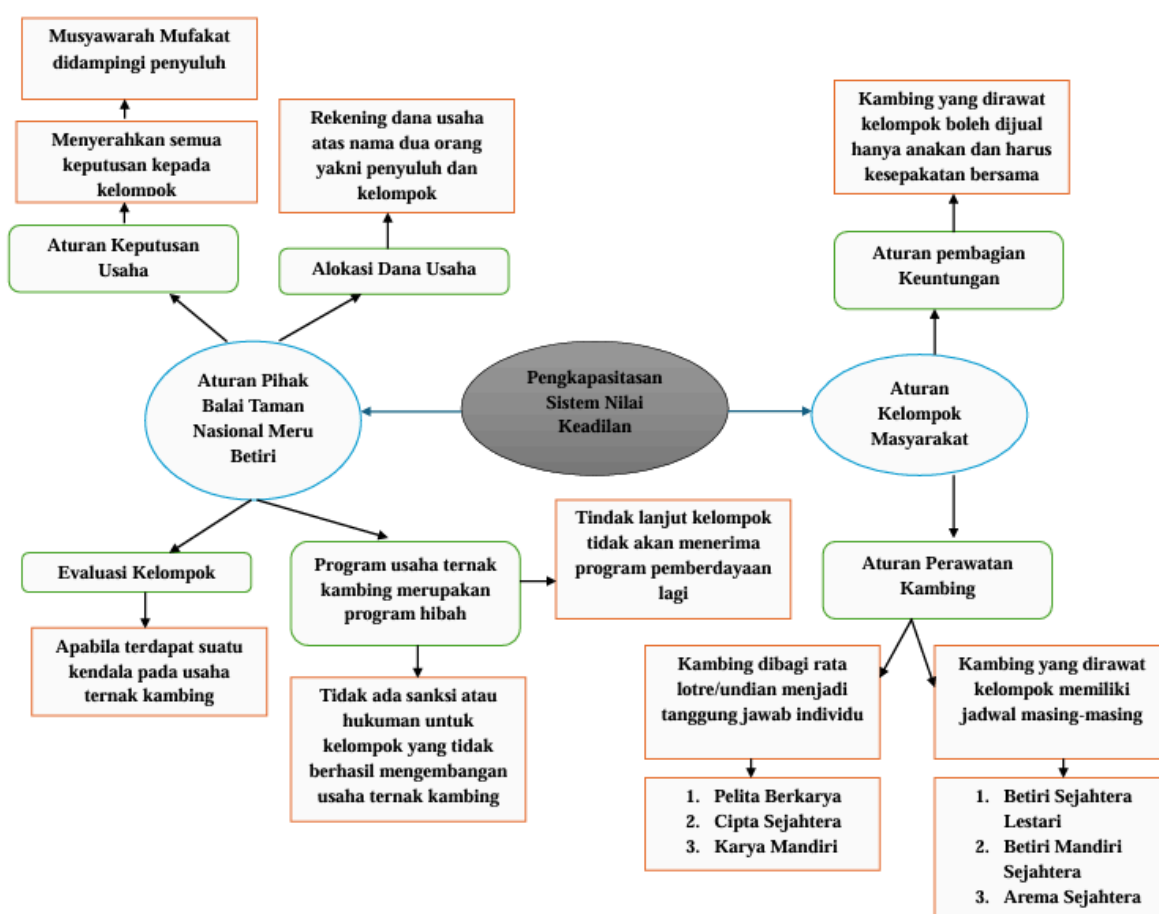 Musyawarah Mufakat
didampingi penyuluh
Menyerahkan semua
keputusan kepada
kelompok
Aturan Keputusan
Usaha
Rekening dana usaha
atas nama dua orang
yakni penyuluh dan
kelompok
Alokasi Dana Usaha
Kambing yang dirawat
kelompok boleh dijual
hanya anakan dan harus
kesepakatan bersama
Aturan pembagian
Keuntungan
Aturan Pihak
Balai Taman
Nasional Meru
Betiri
Pengkapasitasan
Sistem Nilai
Keadilan
Aturan
Kelompok
Masyarakat
Evaluasi Kelompok
Apabila terdapat suatu
kendala pada usaha
ternak kambing
Program usaha ternak
kambing merupakan
program hibah
Tindak lanjut kelompok
tidak akan menerima
program pemberdayaan
lagi
Tidak ada sanksi atau
hukuman untuk
kelompok yang tidak
berhasil mengembangan
usaha ternak kambing
Aturan Perawatan
Kambing
Kambing dibagi rata
lotre/undian menjadi
tanggung jawab individu
1. Pelita Berkarya
2. Cipta Sejahtera
3. Karya Mandiri
Kambing yang dirawat
kelompok memiliki
jadwal masing-masing
1. Betiri Sejahtera
Lestari
2. Betiri Mandiri
Sejahtera
3. Arema Sejahtera